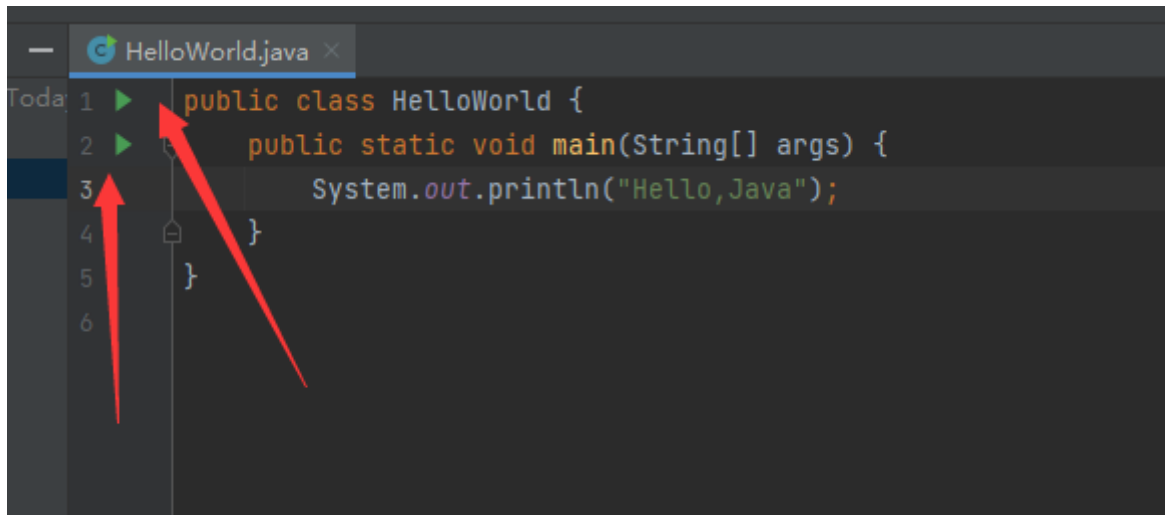 HelloWorld.java
Toda
1 public class HelloWorld {
2 public static void main(String[] args) {
3 System.out.println("Hello,Java");
4 }
5 }
6